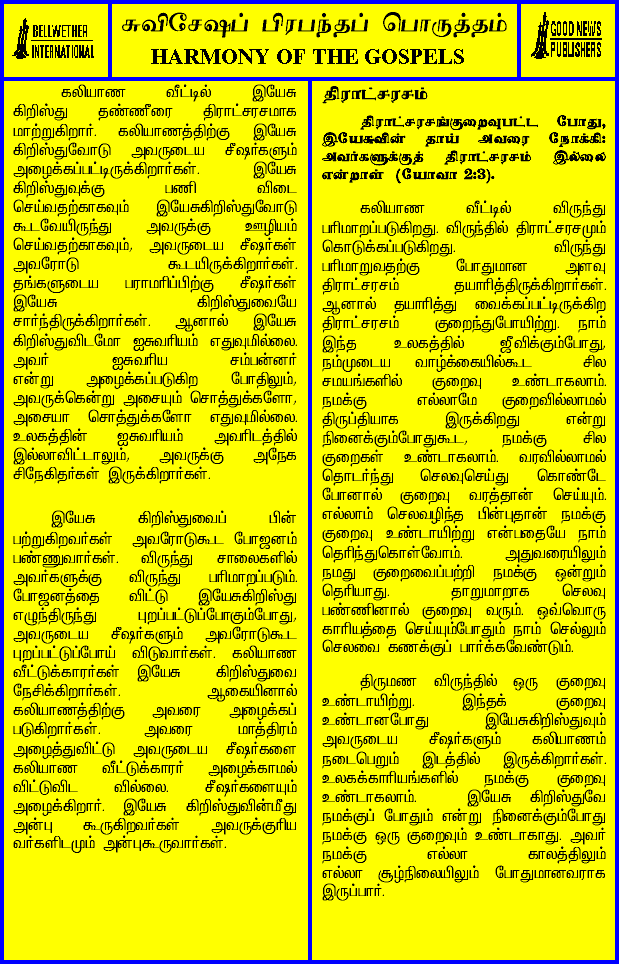 BELLWETHER
INTERNATIONAL
சுவிசேஷப் பிரபந்தப் பொருத்தம்
HARMONY OF THE GOSPELS
GOOD NEWS
PUBLISHERS
கலியாண வீட்டில் இயேசு
கிறிஸ்து தண்ணீரை திராட்சரசமாக
மாற்றுகிறார். கலியாணத்திற்கு இயேசு
கிறிஸ்துவோடு அவருடைய சீஷர்களும்
அழைக்கப்பட்டிருக்கிறார்கள். இயேசு
கிறிஸ்துவுக்கு பணி விடை
செய்வதற்காகவும் இயேசுகிறிஸ்துவோடு
கூடவேயிருந்து அவருக்கு ஊழியம்
செய்வதற்காகவும், அவருடைய சீஷர்கள்
அவரோடு கூடயிருக்கிறார்கள்.
தங்களுடைய பராமரிப்பிற்கு சீஷர்கள்
இயேசு கிறிஸ்துவையே
சார்ந்திருக்கிறார்கள். ஆனால் இயேசு
கிறிஸ்துவிடமோ ஐசுவரியம் எதுவுமில்லை.
அவர் ஐசுவரிய சம்பன்னர்
என்று அழைக்கப்படுகிற போதிலும்,
அவருக்கென்று அசையும் சொத்துக்களோ,
அசையா சொத்துக்களோ எதுவுமில்லை.
உலகத்தின் ஐசுவரியம் அவரிடத்தில்
இல்லாவிட்டாலும், அவருக்கு அநேக
சிநேகிதர்கள் இருக்கிறார்கள்.
இயேசு கிறிஸ்துவைப் பின்
பற்றுகிறவர்கள் அவரோடுகூட போஜனம்
பண்ணுவார்கள். விருந்து சாலைகளில்
அவர்களுக்கு விருந்து பரிமாறப்படும்.
போஜனத்தை விட்டு இயேசுகிறிஸ்து
எழுந்திருந்து புறப்பட்டுப்போகும்போது,
அவருடைய சீஷர்களும் அவரோடுகூட
புறப்பட்டுப்போய் விடுவார்கள். கலியாண
வீட்டுக்காரர்கள் இயேசு கிறிஸ்துவை
நேசிக்கிறார்கள். ஆகையினால்
கலியாணத்திற்கு அவரை அழைக்கப்
படுகிறார்கள். அவரை மாத்திரம்
அழைத்துவிட்டு அவருடைய சீஷர்களை
கலியாண வீட்டுக்காரர் அழைக்காமல்
விட்டுவிட வில்லை. சீஷர்களையும்
அழைக்கிறார். இயேசு கிறிஸ்துவின்மீது
அன்பு கூருகிறவர்கள் அவருக்குரிய
வர்களிடமும் அன்புகூருவார்கள்.
திராட்சரசம்
திராட்சரசங்குறைவுபட்ட போது,
இயேசுவின் தாய் அவரை நோக்கி:
அவர்களுக்குத் திராட்சரசம் இல்லை
என்றாள் (யோவா 2:3).
கலியாண வீட்டில் விருந்து
பரிமாறப்படுகிறது. விருந்தில் திராட்சரசமும்
கொடுக்கப்படுகிறது. விருந்து
பரிமாறுவதற்கு போதுமான அளவு
திராட்சரசம் தயாரித்திருக்கிறார்கள்.
ஆனால் தயாரித்து வைக்கப்பட்டிருக்கிற
திராட்சரசம் குறைந்துபோயிற்று. நாம்
இந்த உலகத்தில் ஜீவிக்கும்போது,
நம்முடைய வாழ்க்கையில்கூட சில
சமயங்களில் குறைவு உண்டாகலாம்.
நமக்கு எல்லாமே குறைவில்லாமல்
திருப்தியாக இருக்கிறது என்று
நினைக்கும்போதுகூட, நமக்கு சில
குறைகள் உண்டாகலாம். வரவில்லாமல்
தொடர்ந்து செலவுசெய்து கொண்டே
போனால் குறைவு வரத்தான் செய்யும்.
எல்லாம் செலவழிந்த பின்புதான் நமக்கு
குறைவு உண்டாயிற்று என்பதையே நாம்
தெரிந்துகொள்வோம். அதுவரையிலும்
நமது குறைவைப்பற்றி நமக்கு ஒன்றும்
தெரியாது. தாறுமாறாக செலவு
பண்ணினால் குறைவு வரும். ஒவ்வொரு
காரியத்தை செய்யும்போதும் நாம் செல்லும்
செலவை கணக்குப் பார்க்கவேண்டும்.
திருமண விருந்தில் ஒரு குறைவு
உண்டாயிற்று. இந்தக் குறைவு
உண்டானபோது இயேசுகிறிஸ்துவும்
அவருடைய சீஷர்களும் கலியாணம்
நடைபெறும் இடத்தில் இருக்கிறார்கள்.
உலகக்காரியங்களில் நமக்கு குறைவு
உண்டாகலாம். இயேசு கிறிஸ்துவே
நமக்குப் போதும் என்று நினைக்கும்போது
நமக்கு ஒரு குறைவும் உண்டாகாது. அவர்
நமக்கு எல்லா காலத்திலும்
எல்லா சூழ்நிலையிலும் போதுமானவராக
இருப்பார்.